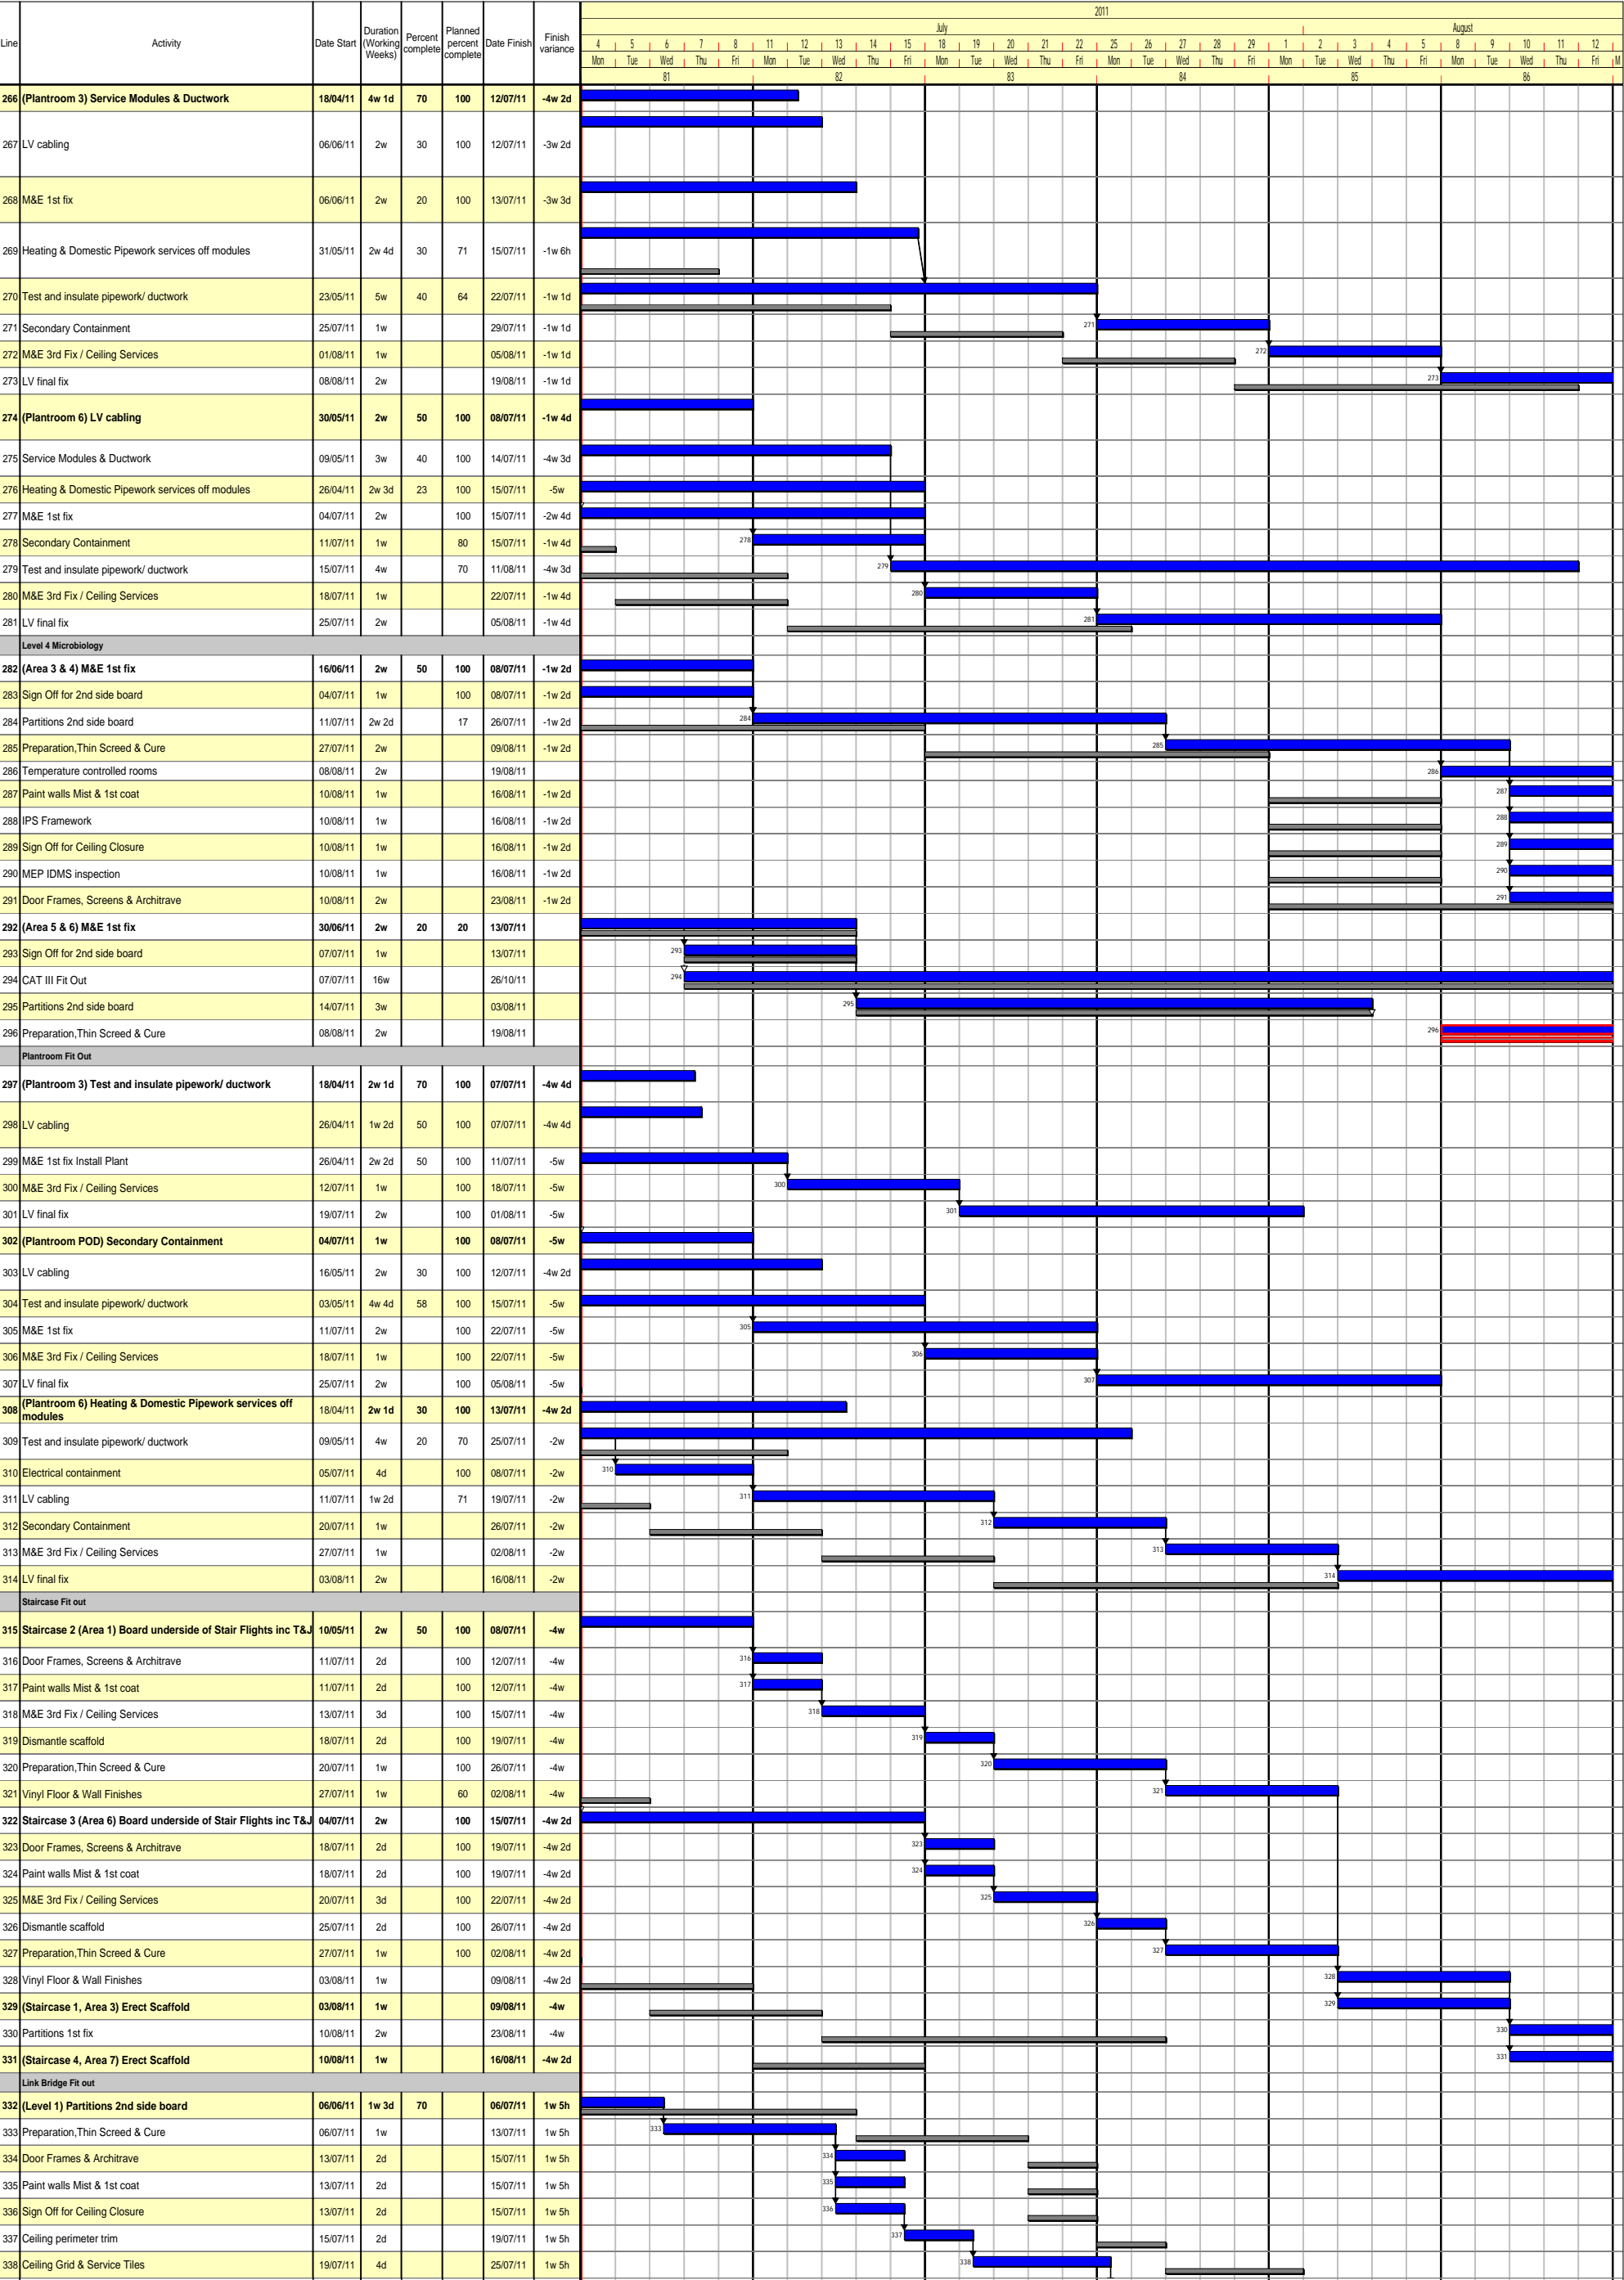 2011
July August
Line Activity Date Start Duration (Working Weeks) Percent complete Planned percent complete Date Finish Finish variance
4 5 6 7 8 11 12 13 14 15 18 19 20 21 22 25 26 27 28 29 1 2 3 4 5 8 9 10 11 12
Mon Tue Wed Thu Fri Mon Tue Wed Thu Fri Mon Tue Wed Thu Fri Mon Tue Wed Thu Fri Mon Tue Wed Thu Fri Mon Tue Wed Thu Fri M
81 82 83 84 85 86
266 (Plantroom 3) Service Modules & Ductwork 18/04/11 4w 1d 70 100 12/07/11 -4w 2d
267 LV cabling 06/06/11 2w 30 100 12/07/11 -3w 2d
268 M&E 1st fix 06/06/11 2w 20 100 13/07/11 -3w 3d
269 Heating & Domestic Pipework services off modules 31/05/11 2w 4d 30 71 15/07/11 -1w 6h
270 Test and insulate pipework/ ductwork 23/05/11 5w 40 64 22/07/11 -1w 1d
271 Secondary Containment 25/07/11 1w 29/07/11 -1w 1d 271
272 M&E 3rd Fix / Ceiling Services 01/08/11 1w 05/08/11 -1w 1d 272
273 LV final fix 08/08/11 2w 19/08/11 -1w 1d 273
274 (Plantroom 6) LV cabling 30/05/11 2w 50 100 08/07/11 -1w 4d
275 Service Modules & Ductwork 09/05/11 3w 40 100 14/07/11 -4w 3d
276 Heating & Domestic Pipework services off modules 26/04/11 2w 3d 23 100 15/07/11 -5w
277 M&E 1st fix 04/07/11 2w 100 15/07/11 -2w 4d
278 Secondary Containment 11/07/11 1w 80 15/07/11 -1w 4d 278
279 Test and insulate pipework/ ductwork 15/07/11 4w 70 11/08/11 -4w 3d 279
280 M&E 3rd Fix / Ceiling Services 18/07/11 1w 22/07/11 -1w 4d 280
281 LV final fix 25/07/11 2w 05/08/11 -1w 4d 281
Level 4 Microbiology
282 (Area 3 & 4) M&E 1st fix 16/06/11 2w 50 100 08/07/11 -1w 2d
283 Sign Off for 2nd side board 04/07/11 1w 100 08/07/11 -1w 2d
284 Partitions 2nd side board 11/07/11 2w 2d 17 26/07/11 -1w 2d 284
285 Preparation,Thin Screed & Cure 27/07/11 2w 09/08/11 -1w 2d 285
286 Temperature controlled rooms 08/08/11 2w 19/08/11 286
287 Paint walls Mist & 1st coat 10/08/11 1w 16/08/11 -1w 2d 287
288 IPS Framework 10/08/11 1w 16/08/11 -1w 2d 288
289 Sign Off for Ceiling Closure 10/08/11 1w 16/08/11 -1w 2d 289
290 MEP IDMS inspection 10/08/11 1w 16/08/11 -1w 2d 290
291 Door Frames, Screens & Architrave 10/08/11 2w 23/08/11 -1w 2d 291
292 (Area 5 & 6) M&E 1st fix 30/06/11 2w 20 20 13/07/11
293 Sign Off for 2nd side board 07/07/11 1w 13/07/11 293
294 CAT III Fit Out 07/07/11 16w 26/10/11 294
295 Partitions 2nd side board 14/07/11 3w 03/08/11 295
296 Preparation,Thin Screed & Cure 08/08/11 2w 19/08/11 296
Plantroom Fit Out
297 (Plantroom 3) Test and insulate pipework/ ductwork 18/04/11 2w 1d 70 100 07/07/11 -4w 4d
298 LV cabling 26/04/11 1w 2d 50 100 07/07/11 -4w 4d
299 M&E 1st fix Install Plant 26/04/11 2w 2d 50 100 11/07/11 -5w
300 M&E 3rd Fix / Ceiling Services 12/07/11 1w 100 18/07/11 -5w 300
301 LV final fix 19/07/11 2w 100 01/08/11 -5w 301
302 (Plantroom POD) Secondary Containment 04/07/11 1w 100 08/07/11 -5w
303 LV cabling 16/05/11 2w 30 100 12/07/11 -4w 2d
304 Test and insulate pipework/ ductwork 03/05/11 4w 4d 58 100 15/07/11 -5w
305 M&E 1st fix 11/07/11 2w 100 22/07/11 -5w 305
306 M&E 3rd Fix / Ceiling Services 18/07/11 1w 100 22/07/11 -5w 306
307 LV final fix 25/07/11 2w 100 05/08/11 -5w 307
308 (Plantroom 6) Heating & Domestic Pipework services off modules 18/04/11 2w 1d 30 100 13/07/11 -4w 2d
309 Test and insulate pipework/ ductwork 09/05/11 4w 20 70 25/07/11 -2w
310 Electrical containment 05/07/11 4d 100 08/07/11 -2w 310
311 LV cabling 11/07/11 1w 2d 71 19/07/11 -2w 311
312 Secondary Containment 20/07/11 1w 26/07/11 -2w 312
313 M&E 3rd Fix / Ceiling Services 27/07/11 1w 02/08/11 -2w 313
314 LV final fix 03/08/11 2w 16/08/11 -2w 314
Staircase Fit out
315 Staircase 2 (Area 1) Board underside of Stair Flights inc T&J 10/05/11 2w 50 100 08/07/11 -4w
316 Door Frames, Screens & Architrave 11/07/11 2d 100 12/07/11 -4w 316
317 Paint walls Mist & 1st coat 11/07/11 2d 100 12/07/11 -4w 317
318 M&E 3rd Fix / Ceiling Services 13/07/11 3d 100 15/07/11 -4w 318
319 Dismantle scaffold 18/07/11 2d 100 19/07/11 -4w 319
320 Preparation,Thin Screed & Cure 20/07/11 1w 100 26/07/11 -4w 320
321 Vinyl Floor & Wall Finishes 27/07/11 1w 60 02/08/11 -4w 321
322 Staircase 3 (Area 6) Board underside of Stair Flights inc T&J 04/07/11 2w 100 15/07/11 -4w 2d
323 Door Frames, Screens & Architrave 18/07/11 2d 100 19/07/11 -4w 2d 323
324 Paint walls Mist & 1st coat 18/07/11 2d 100 19/07/11 -4w 2d 324
325 M&E 3rd Fix / Ceiling Services 20/07/11 3d 100 22/07/11 -4w 2d 325
326 Dismantle scaffold 25/07/11 2d 100 26/07/11 -4w 2d 326
327 Preparation,Thin Screed & Cure 27/07/11 1w 100 02/08/11 -4w 2d 327
328 Vinyl Floor & Wall Finishes 03/08/11 1w 09/08/11 -4w 2d 328
329 (Staircase 1, Area 3) Erect Scaffold 03/08/11 1w 09/08/11 -4w 329
330 Partitions 1st fix 10/08/11 2w 23/08/11 -4w 330
331 (Staircase 4, Area 7) Erect Scaffold 10/08/11 1w 16/08/11 -4w 2d 331
Link Bridge Fit out
332 (Level 1) Partitions 2nd side board 06/06/11 1w 3d 70 06/07/11 1w 5h
333 Preparation,Thin Screed & Cure 06/07/11 1w 13/07/11 1w 5h 333
334 Door Frames & Architrave 13/07/11 2d 15/07/11 1w 5h 334
335 Paint walls Mist & 1st coat 13/07/11 2d 15/07/11 1w 5h 335
336 Sign Off for Ceiling Closure 13/07/11 2d 15/07/11 1w 5h 336
337 Ceiling perimeter trim 15/07/11 2d 19/07/11 1w 5h 337
338 Ceiling Grid & Service Tiles 19/07/11 4d 25/07/11 1w 5h 338